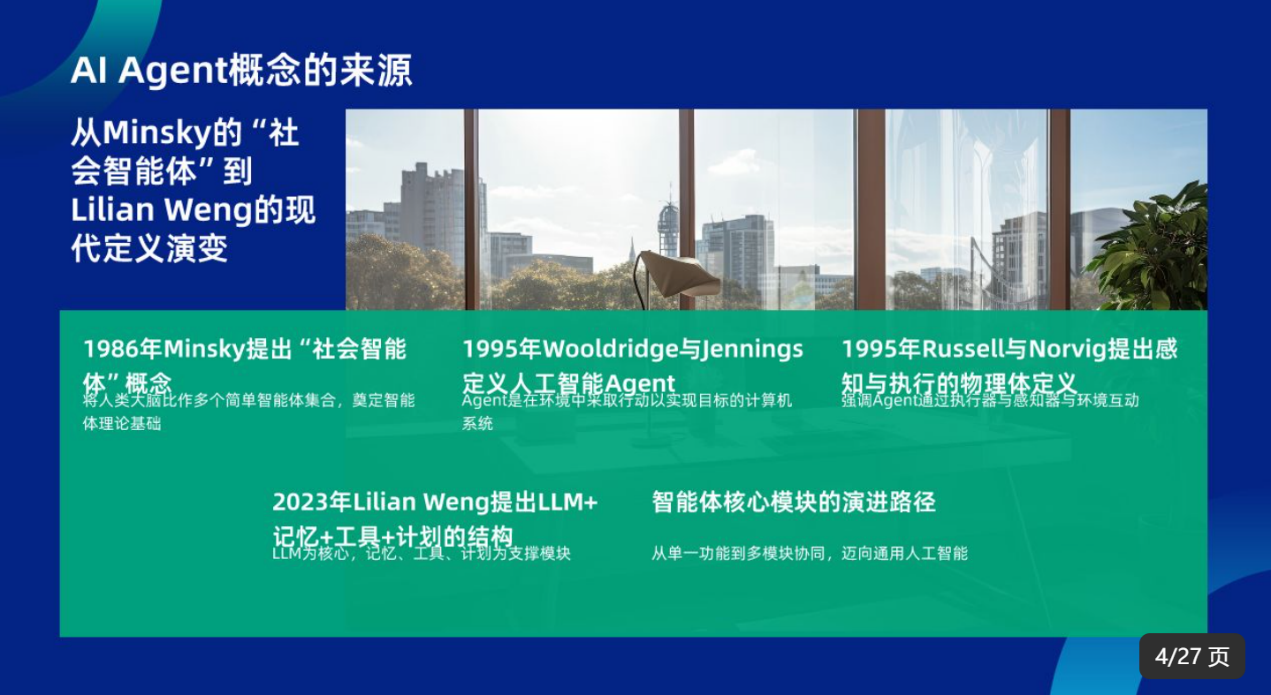 AI Agent概念的来源
从Minsky的“社
会智能体”到
Lilian Weng的现
代定义演变
1986年Minsky提出“社会智能
体”概念
将人类大脑比作多个简单智能体集合，奠定智能
体理论基础
1995年Wooldridge与Jennings
定义人工智能Agent
Agent是在环境中采取行动以实现目标的计算机
系统
1995年Russell与Norvig提出感
知与执行的物理体定义
强调Agent通过执行器与感知器与环境互动
2023年Lilian Weng提出LLM+
记忆+工具+计划的结构
LLM为核心，记忆、工具、计划为支撑模块
智能体核心模块的演进路径
从单一功能到多模块协同，迈向通用人工智能
4/27 页